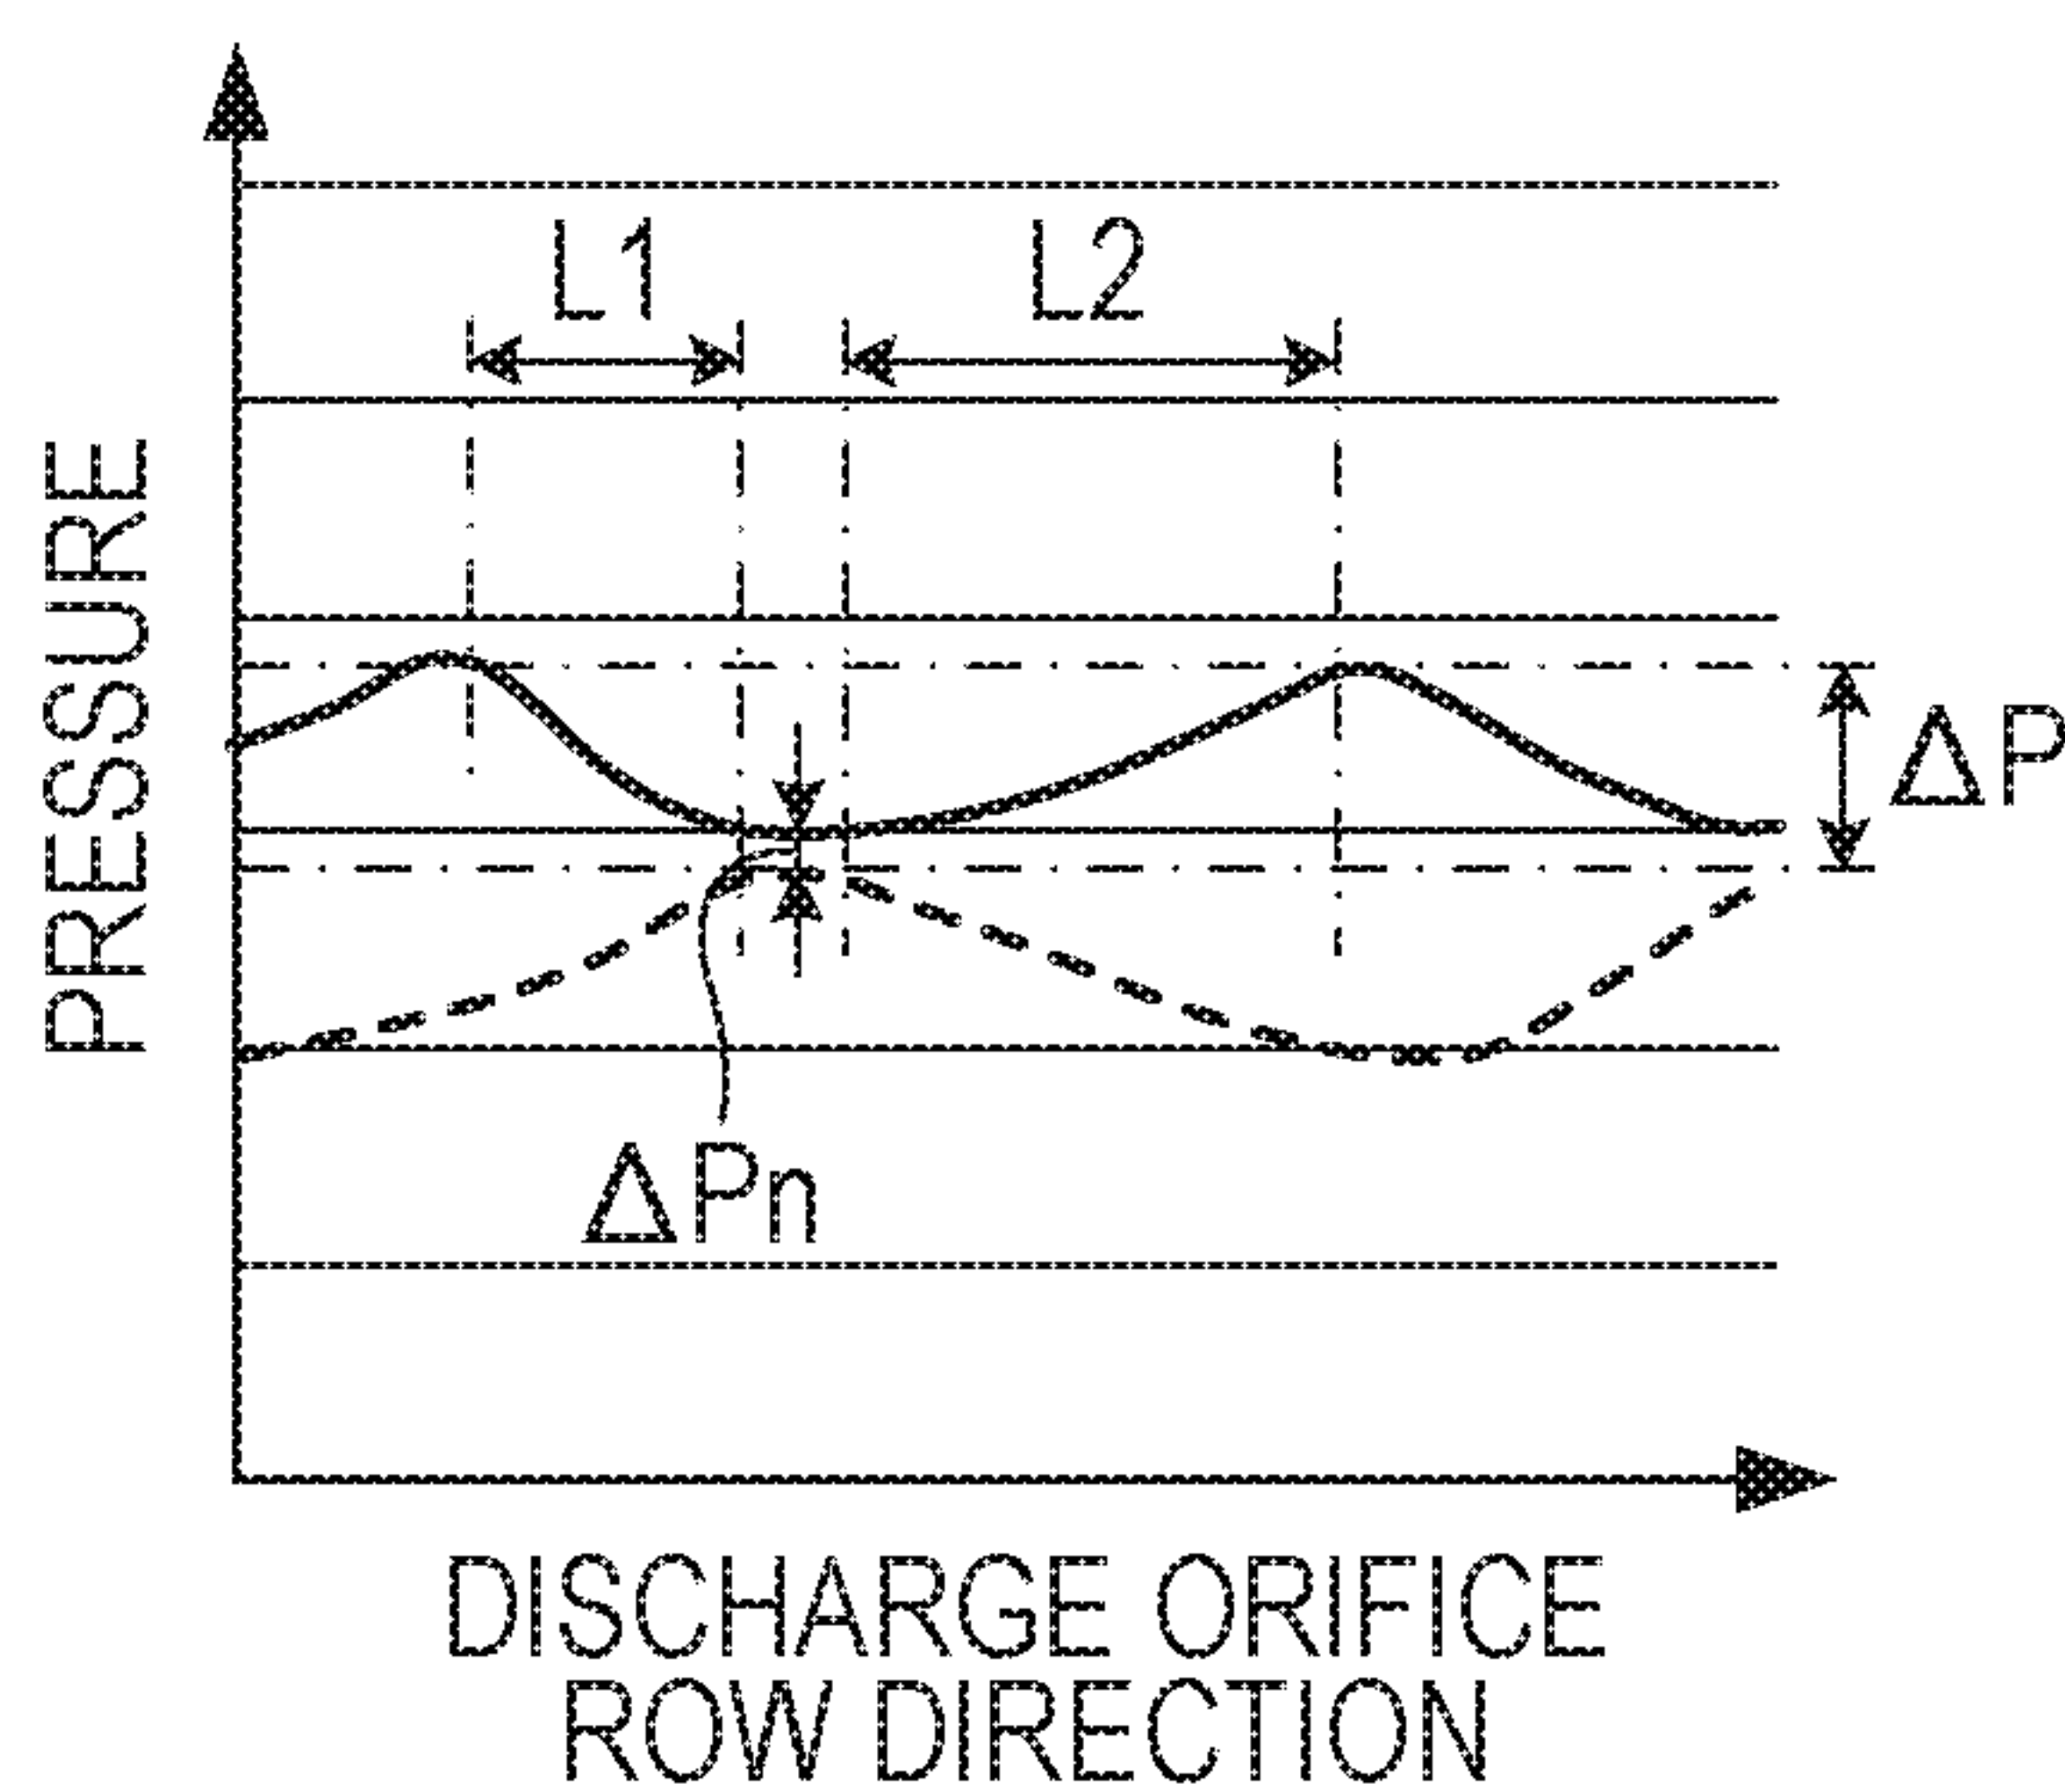 L1
L2
PRESSURE
ΔP
ΔPn
DISCHARGE ORIFICE
ROW DIRECTION